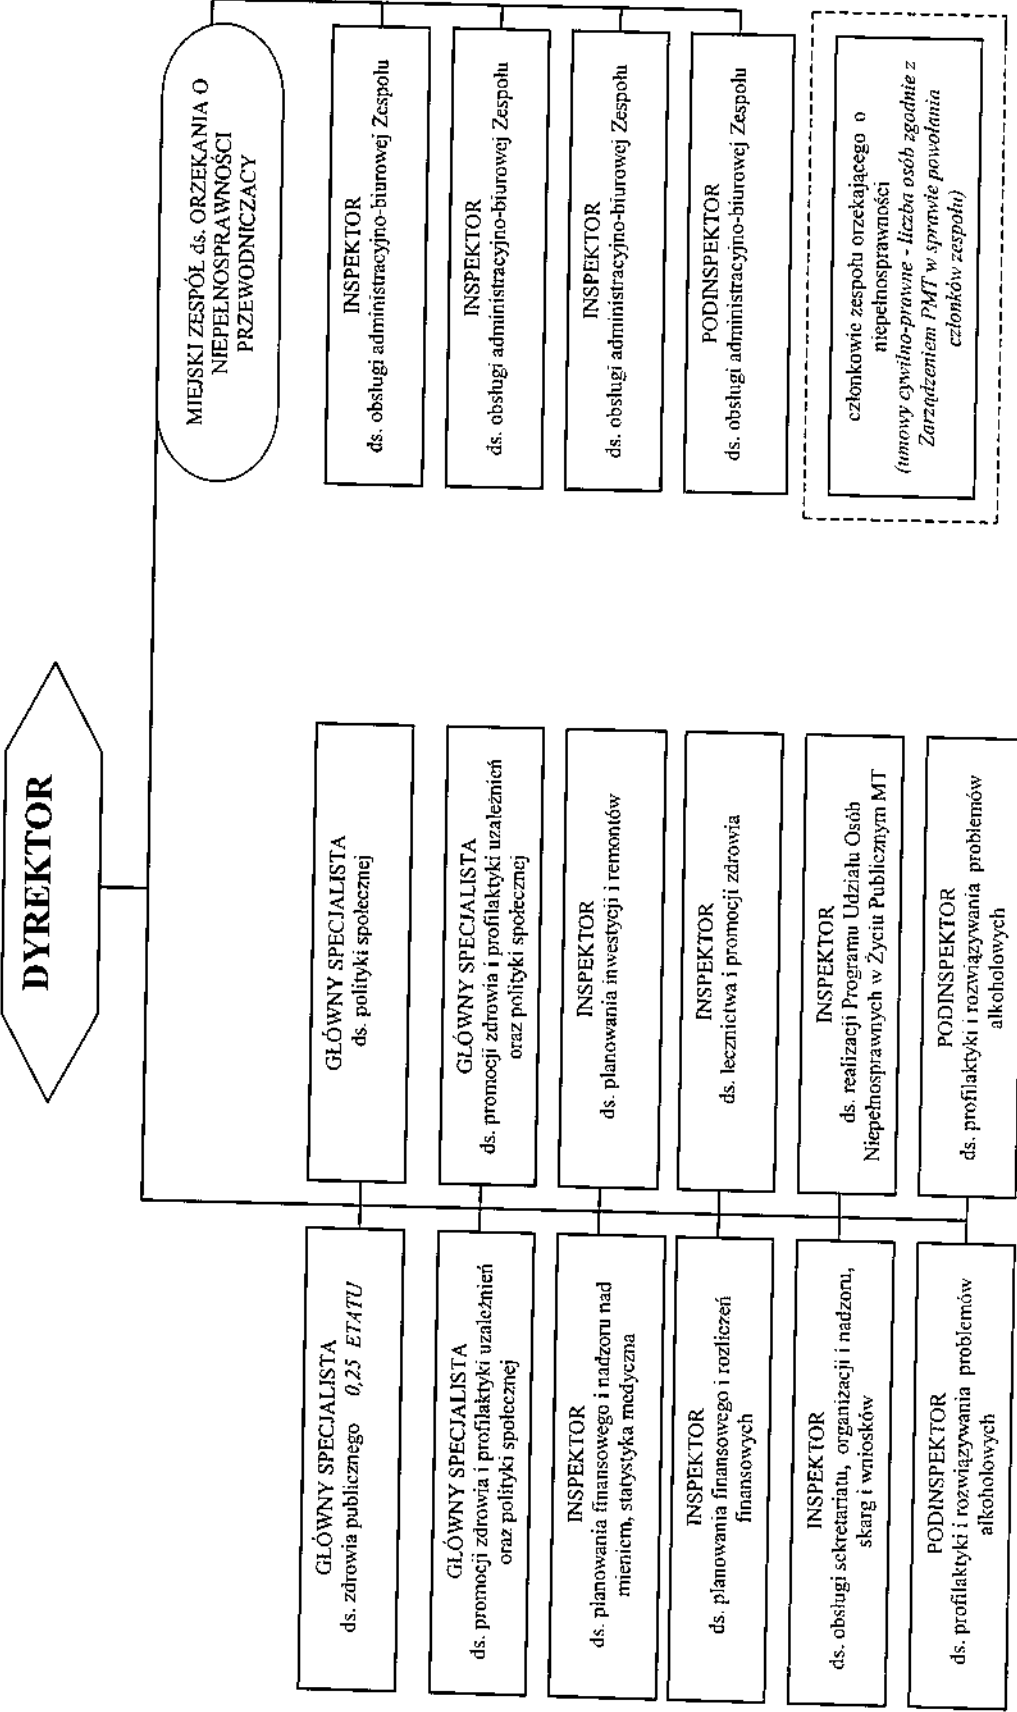 DYREKTOR
MIEJSKI ZESPÓŁ ds. ORZEKANIA O
NIEPEŁNOSPRAWNOŚCI
PRZEWODNICZACY
GŁÓWNY SPECJALISTA
ds. zdrowia publicznego 0,25 ETATU
GŁÓWNY SPECJALISTA
ds. promocji zdrowia i profilaktyki uzależnień
oraz polityki społecznej
INSPEKTOR
ds. planowania finansowego i nadzoru nad
mieniem, statystyka medyczna
INSPEKTOR
ds. planowania finansowego i rozliczeń
finansowych
INSPEKTOR
ds. obsługi sekretariatu, organizacji i nadzoru,
skarg i wniosków
PODINSPEKTOR
ds. profilaktyki i rozwiązywania problemów
alkoholowych
GŁÓWNY SPECJALISTA
ds. polityki społecznej
GŁÓWNY SPECJALISTA
ds. promocji zdrowia i profilaktyki uzależnień
oraz polityki społecznej
INSPEKTOR
ds. planowania inwestycji i remontów
INSPEKTOR
ds. lecznictwa i promocji zdrowia
INSPEKTOR
ds. realizacji Programu Udziału Osób
Niepełnosprawnych w Życiu Publicznym MT
PODINSPEKTOR
ds. profilaktyki i rozwiązywania problemów
alkoholowych
INSPEKTOR
ds. obsługi administracyjno-biurowej Zespołu
INSPEKTOR
ds. obsługi administracyjno-biurowej Zespołu
INSPEKTOR
ds. obsługi administracyjno-biurowej Zespołu
PODINSPEKTOR
ds. obsługi administracyjno-biurowej Zespołu
członkowie zespołu orzekającego o
niepełnosprawności
(umowy cywilno-prawne - liczba osób zgodnie z
Zarządzeniem PMT w sprawie powołania
członków zespołu)